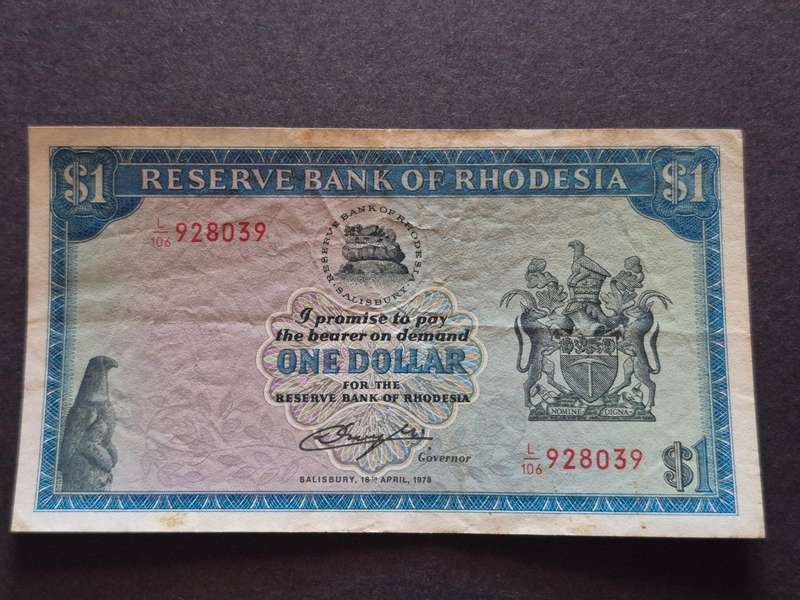 $1 RESERVE BANK OF RHODESIA $1
L/106 928039
RESERVE BANK OF RHODESIA
SALISBURY
I promise to pay
the bearer on demand
ONE DOLLAR
FOR THE
RESERVE BANK OF RHODESIA
SIT NOMINE DIGNA
Governor
L/106 928039
SALISBURY, 18TH APRIL, 1978
$1